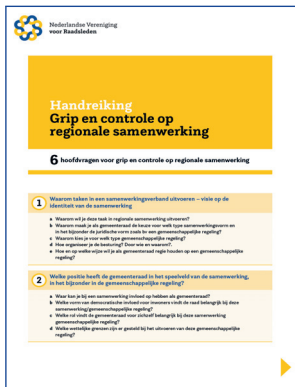 Nederlandse Vereniging
voor Raadsleden
Handreiking
Grip en controle op
regionale samenwerking
6 hoofdvragen voor grip en controle op regionale samenwerking
1 Waarom taken in een samenwerkingsverband uitvoeren – visie op de
identiteit van de samenwerking
a Waarom wil je deze taak in regionale samenwerking uitvoeren?
b Waarom maak je als gemeenteraad de keuze voor welk type samenwerkingsvorm en
in het bijzonder de juridische vorm zoals bv een gemeenschappelijke regeling?
c Waarom kies je voor welk type gemeenschappelijke regeling?
d Hoe organiseer je de besturing? Door wie en waarom?.
e Hoe en op welke wijze wil je als gemeenteraad regie houden op een gemeenschappelijke
regeling?
2 Welke positie heeft de gemeenteraad in het speelveld van de samenwerking,
in het bijzonder in de gemeenschappelijke regeling?
a Waar kan je bij een samenwerking invloed op hebben als gemeenteraad?
b Welke vorm van democratische invloed voor inwoners vindt de raad belangrijk bij deze
samenwerking/gemeenschappelijke regeling?
c Welke rol vindt de gemeenteraad voor zichzelf belangrijk bij deze samenwerking
gemeenschappelijke regeling?
d Welke wettelijke grenzen zijn er gesteld bij het uitvoeren van deze gemeenschappelijke
regeling?